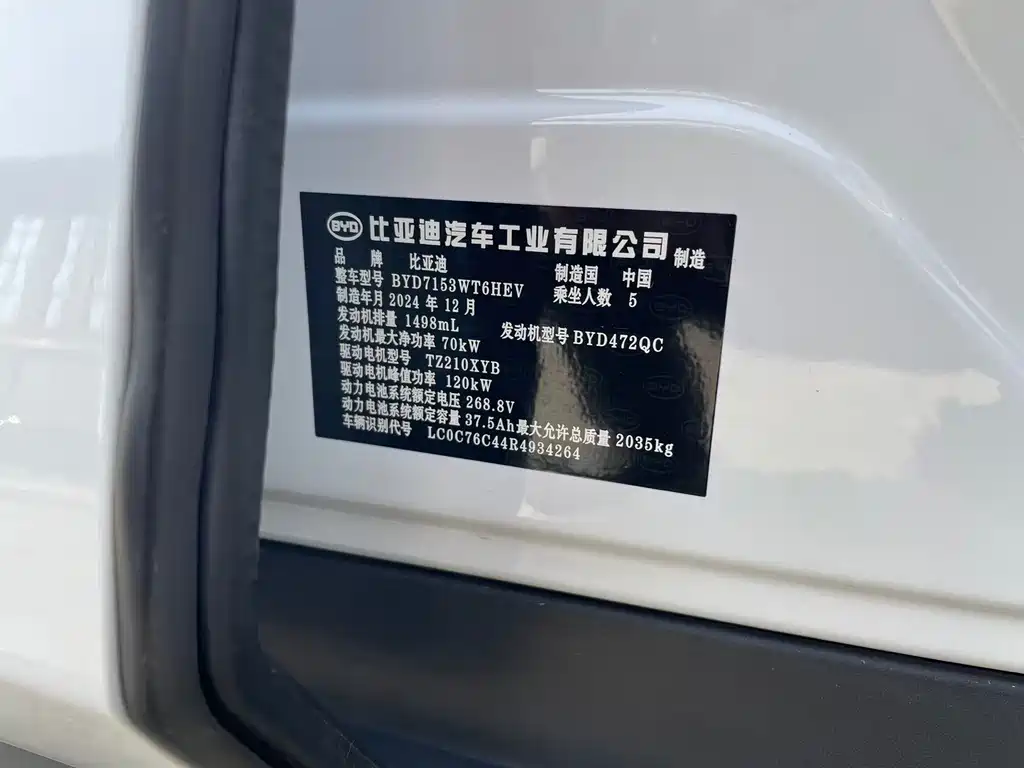 BYD 比亚迪汽车工业有限公司 制造
品 牌 比亚迪 制造国 中国
整车型号 BYD7153WT6HEV 乘坐人数 5
制造年月 2024 年 12 月
发动机排量 1498mL 发动机型号 BYD472QC
发动机最大净功率 70kW
驱动电机型号 TZ210XYB
驱动电机峰值功率 120kW
动力电池系统额定电压 268.8V
动力电池系统额定容量 37.5Ah 最大允许总质量 2035kg
车辆识别代号 LC0C76C44R4934264